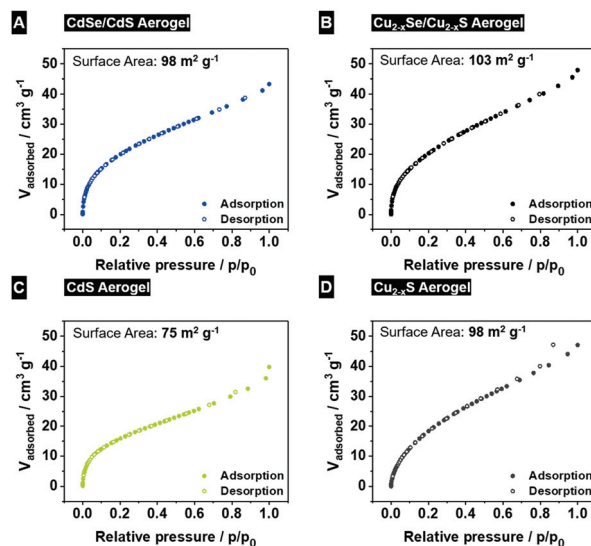 A
CdSe/CdS Aerogel
Surface Area: 98 m² g⁻¹
V_adsorbed / cm³ g⁻¹
50
40
30
20
10
0
Adsorption
Desorption
0.0 0.2 0.4 0.6 0.8 1.0
Relative pressure / p/p₀
B
Cu₂₋ₓSe/Cu₂₋ₓS Aerogel
Surface Area: 103 m² g⁻¹
V_adsorbed / cm³ g⁻¹
50
40
30
20
10
0
Adsorption
Desorption
0.0 0.2 0.4 0.6 0.8 1.0
Relative pressure / p/p₀
C
CdS Aerogel
Surface Area: 75 m² g⁻¹
V_adsorbed / cm³ g⁻¹
50
40
30
20
10
0
Adsorption
Desorption
0.0 0.2 0.4 0.6 0.8 1.0
Relative pressure / p/p₀
D
Cu₂₋ₓS Aerogel
Surface Area: 98 m² g⁻¹
V_adsorbed / cm³ g⁻¹
50
40
30
20
10
0
Adsorption
Desorption
0.0 0.2 0.4 0.6 0.8 1.0
Relative pressure / p/p₀